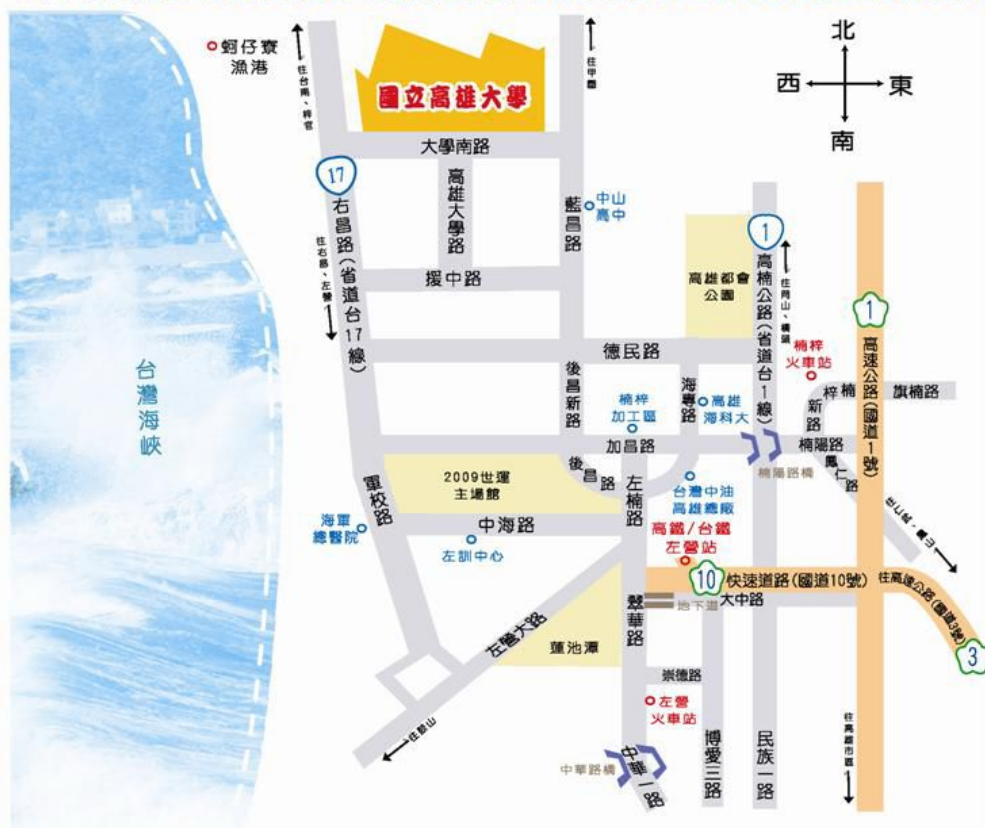 蚵仔寮
漁港
往台南、梓官
國立高雄大學
往甲圍
北
西
東
南
大學南路
17
高雄大學路
藍昌路
中山
高中
右昌路(省道台17線)
往右昌、左營
援中路
高雄都會
公園
1
高楠公路(省道台1線)
往岡山、橋頭
1
高速公路(國道1號)
德民路
楠梓
火車站
台灣海峽
後昌新路
楠梓
加工區
海專路
高雄
海科大
楠梓新路
旗楠路
加昌路
楠陽路
楠陽路橋
鳳仁路
2009世運
主場館
後昌路
左楠路
台灣中油
高雄總廠
軍校路
海軍
總醫院
中海路
左訓中心
高鐵/台鐵
左營站
往仁武、鳳山
10
快速道路(國道10號)
往高速公路(國道3號)
大中路
地下道
翠華路
3
左營大路
蓮池潭
崇德路
左營
火車站
往鼓山
中華路橋
中華一路
博愛三路
民族一路
往高雄市區